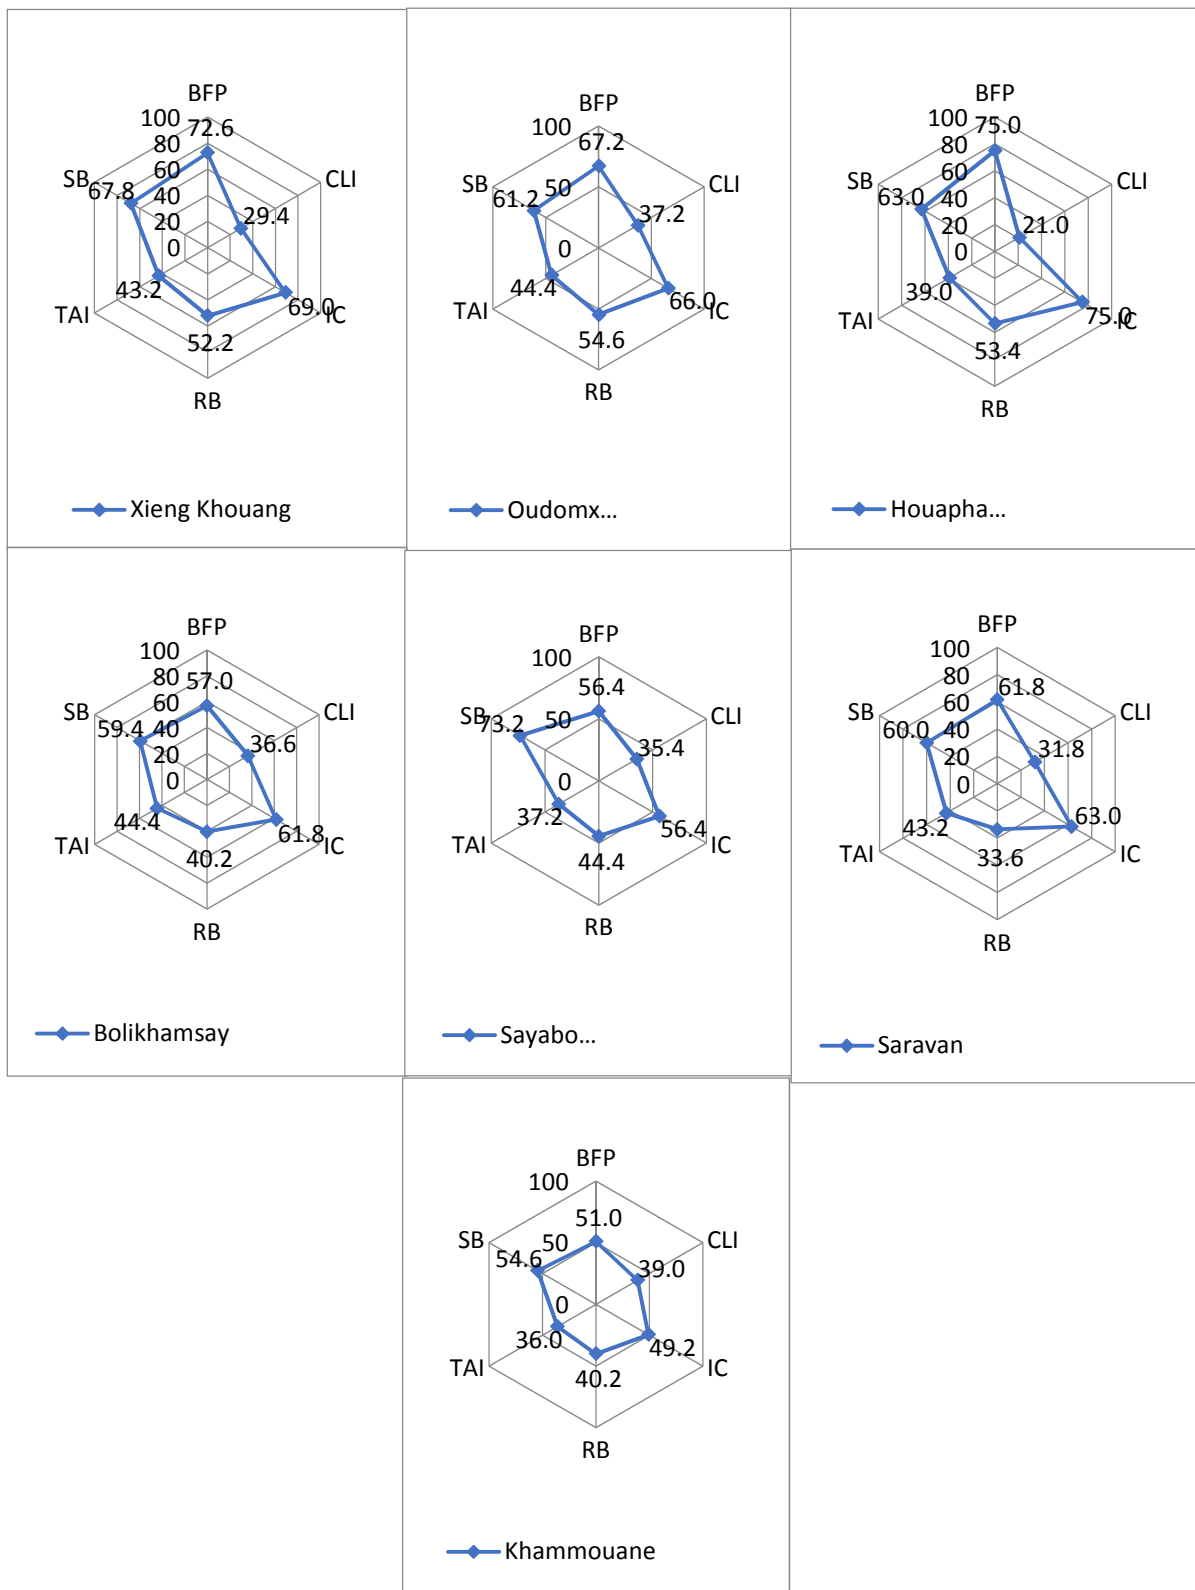 BFP
100
72.6
80
SB
67.8
60
CLI
40
29.4
20
0
43.2
69.0
IC
TAI
52.2
RB
Xieng Khouang
BFP
100
67.2
SB
61.2
50
CLI
37.2
0
44.4
66.0
IC
TAI
54.6
RB
Oudomx...
BFP
100
75.0
80
SB
63.0
60
CLI
40
20
21.0
0
39.0
75.0
IC
TAI
53.4
RB
Houapha...
BFP
100
80
57.0
SB
59.4
60
CLI
40
36.6
20
0
44.4
61.8
IC
TAI
40.2
RB
Bolikhamsay
BFP
100
56.4
SB
73.2
50
CLI
35.4
0
37.2
56.4
IC
TAI
44.4
RB
Sayabo...
BFP
100
80
61.8
SB
60.0
60
CLI
40
31.8
20
0
43.2
63.0
IC
TAI
33.6
RB
Saravan
BFP
100
51.0
SB
54.6
50
CLI
39.0
0
36.0
49.2
IC
TAI
40.2
RB
Khammouane